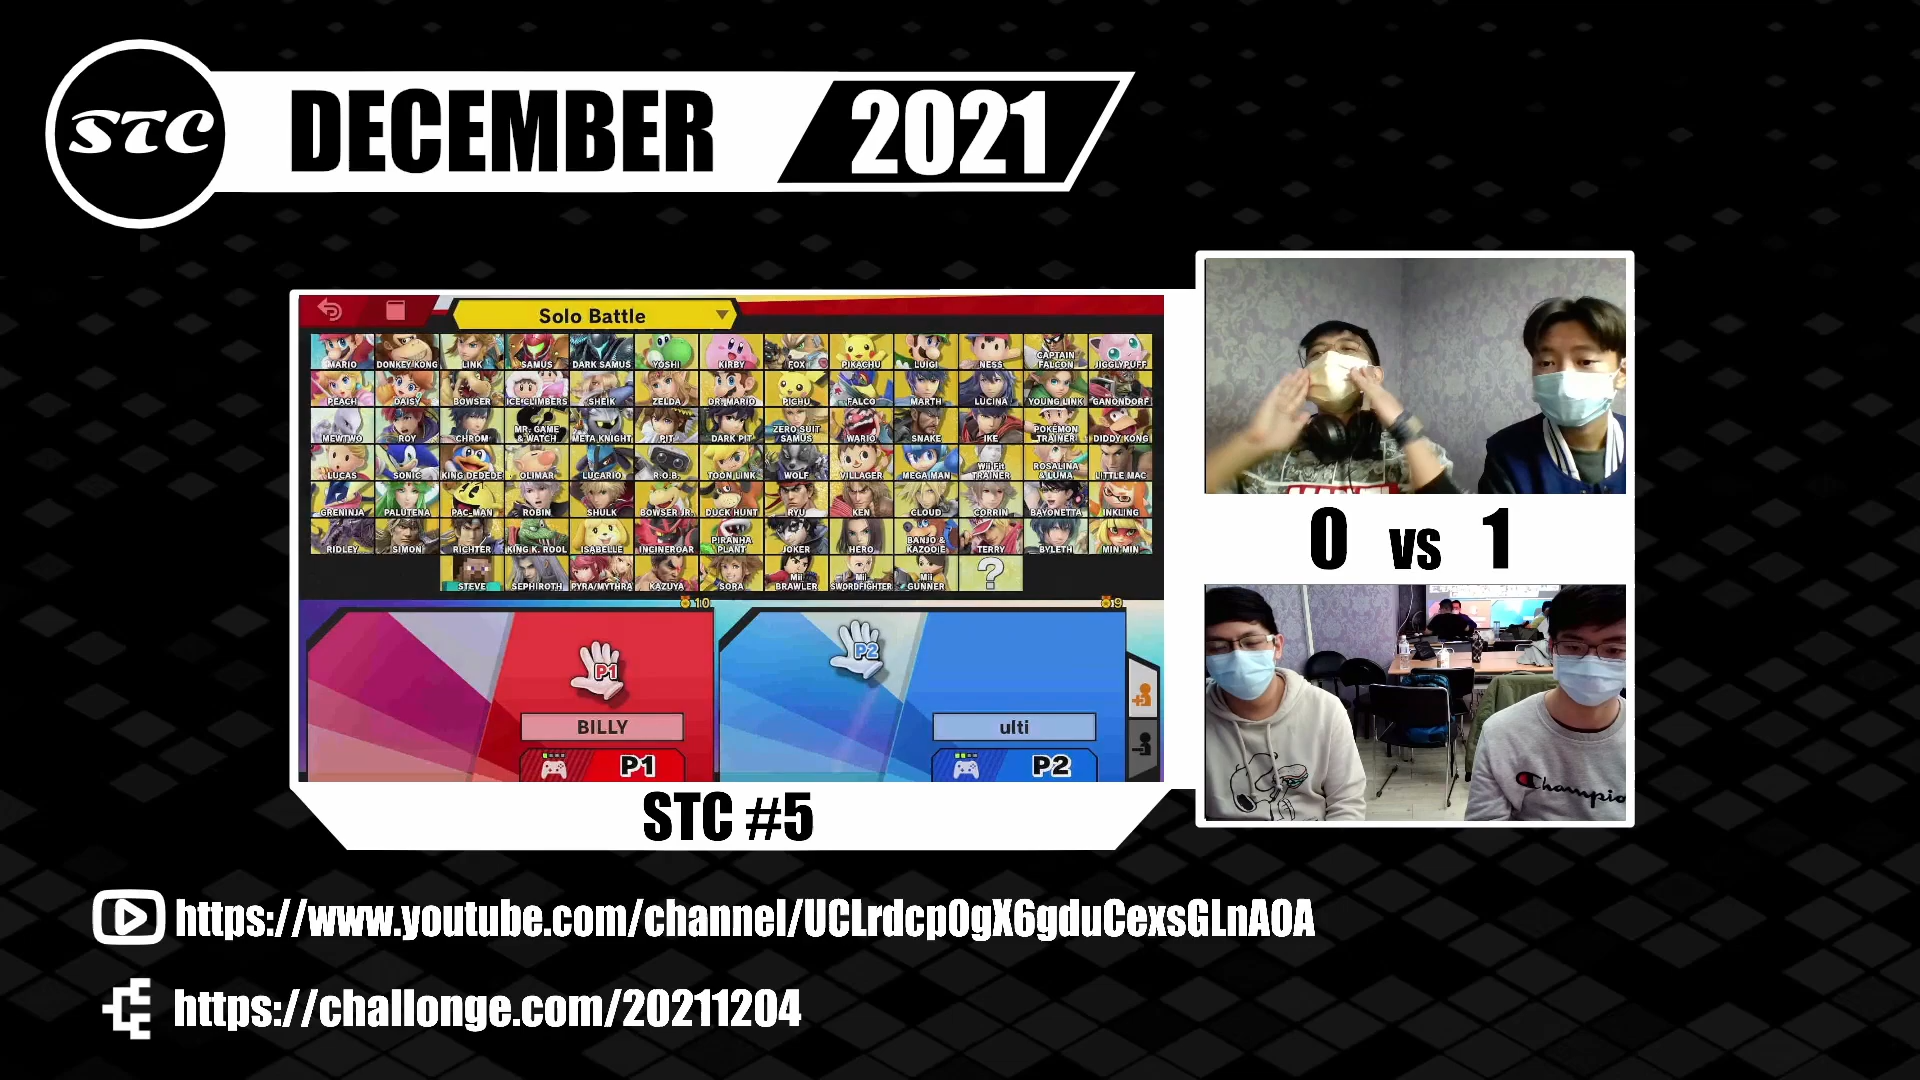 STC
DECEMBER 2021
Solo Battle
MARIO DONKEY KONG LINK SAMUS DARK SAMUS YOSHI KIRBY FOX PIKACHU LUIGI NESS CAPTAIN FALCON JIGGLYPUFF
PEACH DAISY BOWSER ICE CLIMBERS SHEIK ZELDA DR. MARIO PICHU FALCO MARTH LUCINA YOUNG LINK GANONDORF
MEWTWO ROY CHROM MR. GAME & WATCH META KNIGHT PIT DARK PIT ZERO SUIT SAMUS WARIO SNAKE IKE POKÉMON TRAINER DIDDY KONG
LUCAS SONIC KING DEDEDE OLIMAR LUCARIO R.O.B. TOON LINK WOLF VILLAGER MEGA MAN Wii Fit TRAINER ROSALINA & LUMA LITTLE MAC
GRENINJA PALUTENA PAC-MAN ROBIN SHULK BOWSER JR. DUCK HUNT RYU KEN CLOUD CORRIN BAYONETTA INKLING
RIDLEY SIMON RICHTER KING K. ROOL ISABELLE INCINEROAR PIRANHA PLANT JOKER HERO BANJO & KAZOOIE TERRY BYLETH MIN MIN
STEVE SEPHIROTH PYRA/MYTHRA KAZUYA SORA Mii BRAWLER Mii SWORDFIGHTER Mii GUNNER ?
10 9
P1 P2
BILLY ulti
P1 P2
STC #5
0 vs 1
Champio
https://www.youtube.com/channel/UCLrdcpOgX6gduCexsGLnAOA
https://challonge.com/20211204